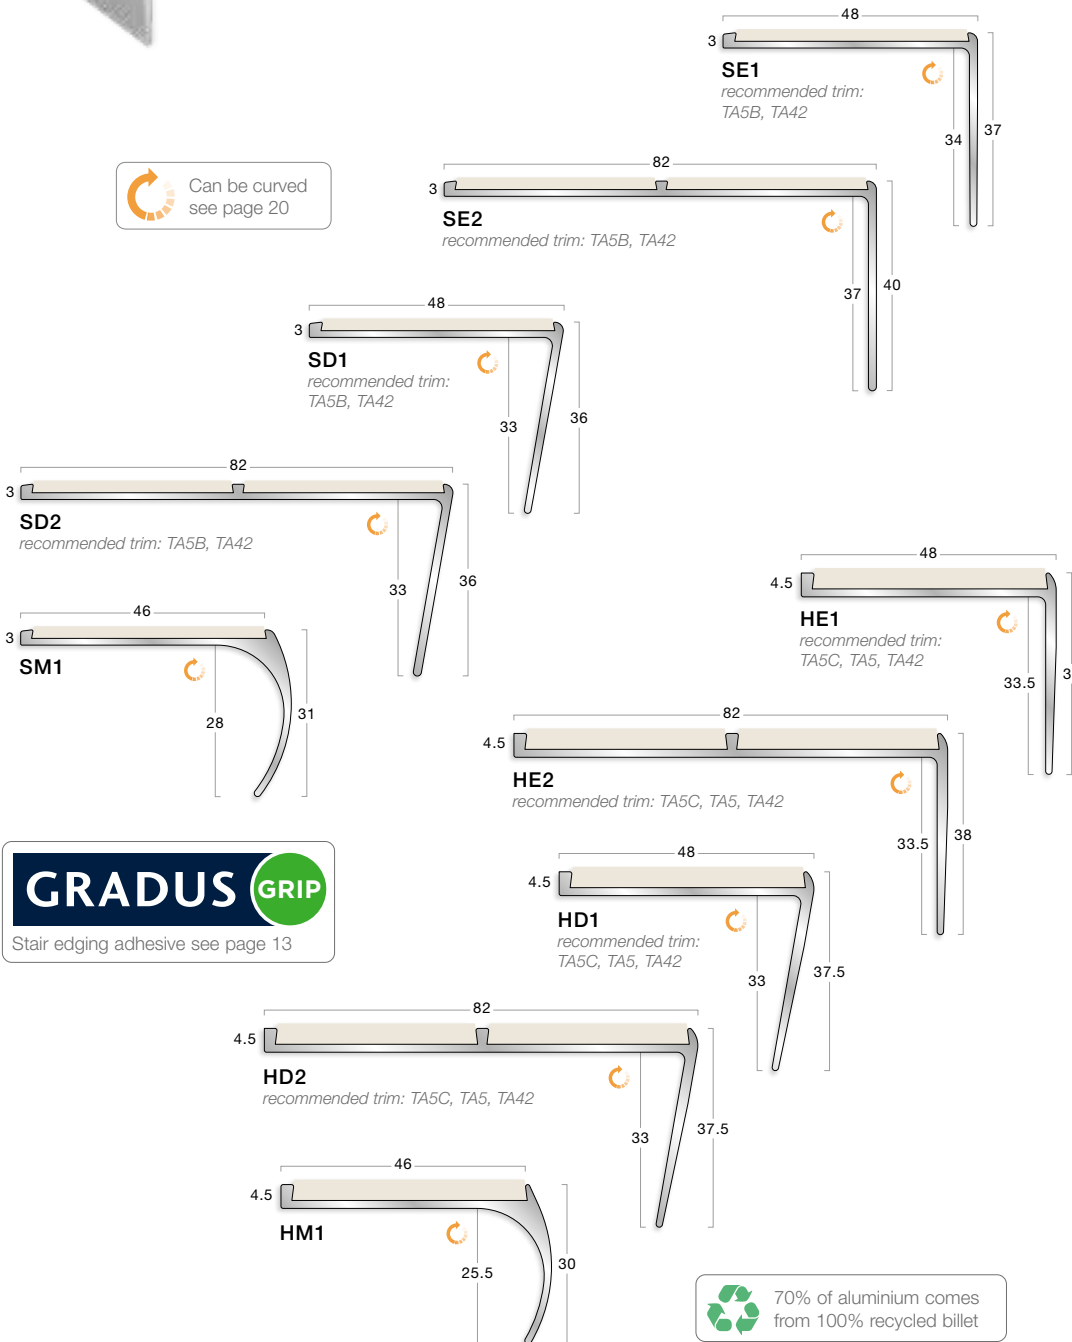 48
3
SE1
recommended trim:
TA5B, TA42
34
37
Can be curved
see page 20
82
3
SE2
recommended trim: TA5B, TA42
37
40
48
3
SD1
recommended trim:
TA5B, TA42
33
36
82
3
SD2
recommended trim: TA5B, TA42
33
36
48
4.5
HE1
recommended trim:
TA5C, TA5, TA42
33.5
3
46
3
SM1
28
31
82
4.5
HE2
recommended trim: TA5C, TA5, TA42
33.5
38
GRADUS GRIP
Stair edging adhesive see page 13
48
4.5
HD1
recommended trim:
TA5C, TA5, TA42
33
37.5
82
4.5
HD2
recommended trim: TA5C, TA5, TA42
33
37.5
46
4.5
HM1
25.5
30
70% of aluminium comes
from 100% recycled billet